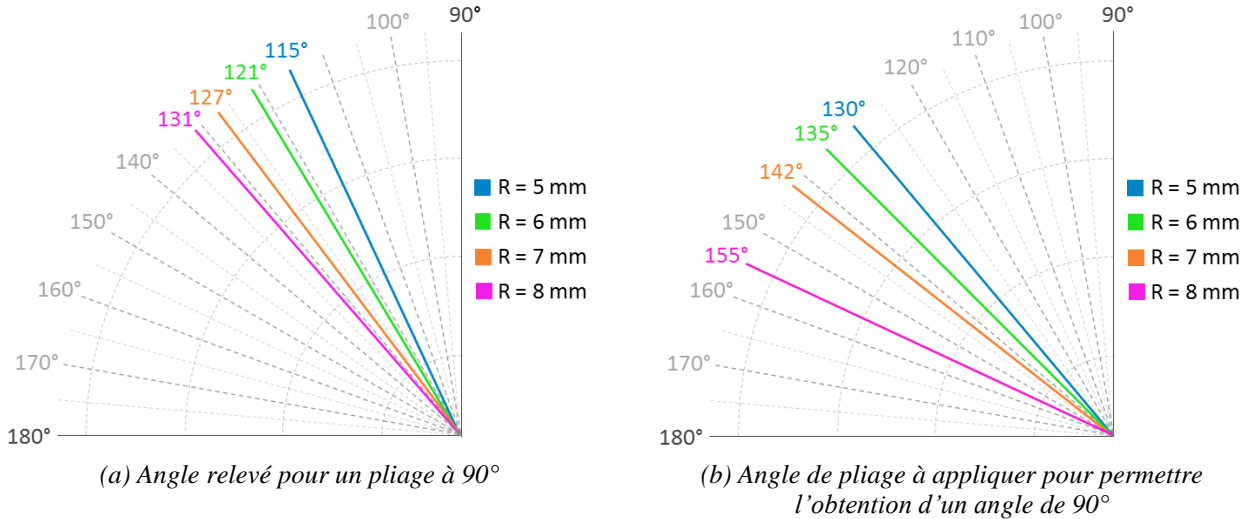 90°
100°
115°
121°
127°
131°
140°
150°
160°
170°
180°
R = 5 mm
R = 6 mm
R = 7 mm
R = 8 mm
(a) Angle relevé pour un pliage à 90°
90°
100°
110°
120°
130°
135°
142°
150°
155°
160°
170°
180°
R = 5 mm
R = 6 mm
R = 7 mm
R = 8 mm
(b) Angle de pliage à appliquer pour permettre
l'obtention d'un angle de 90°